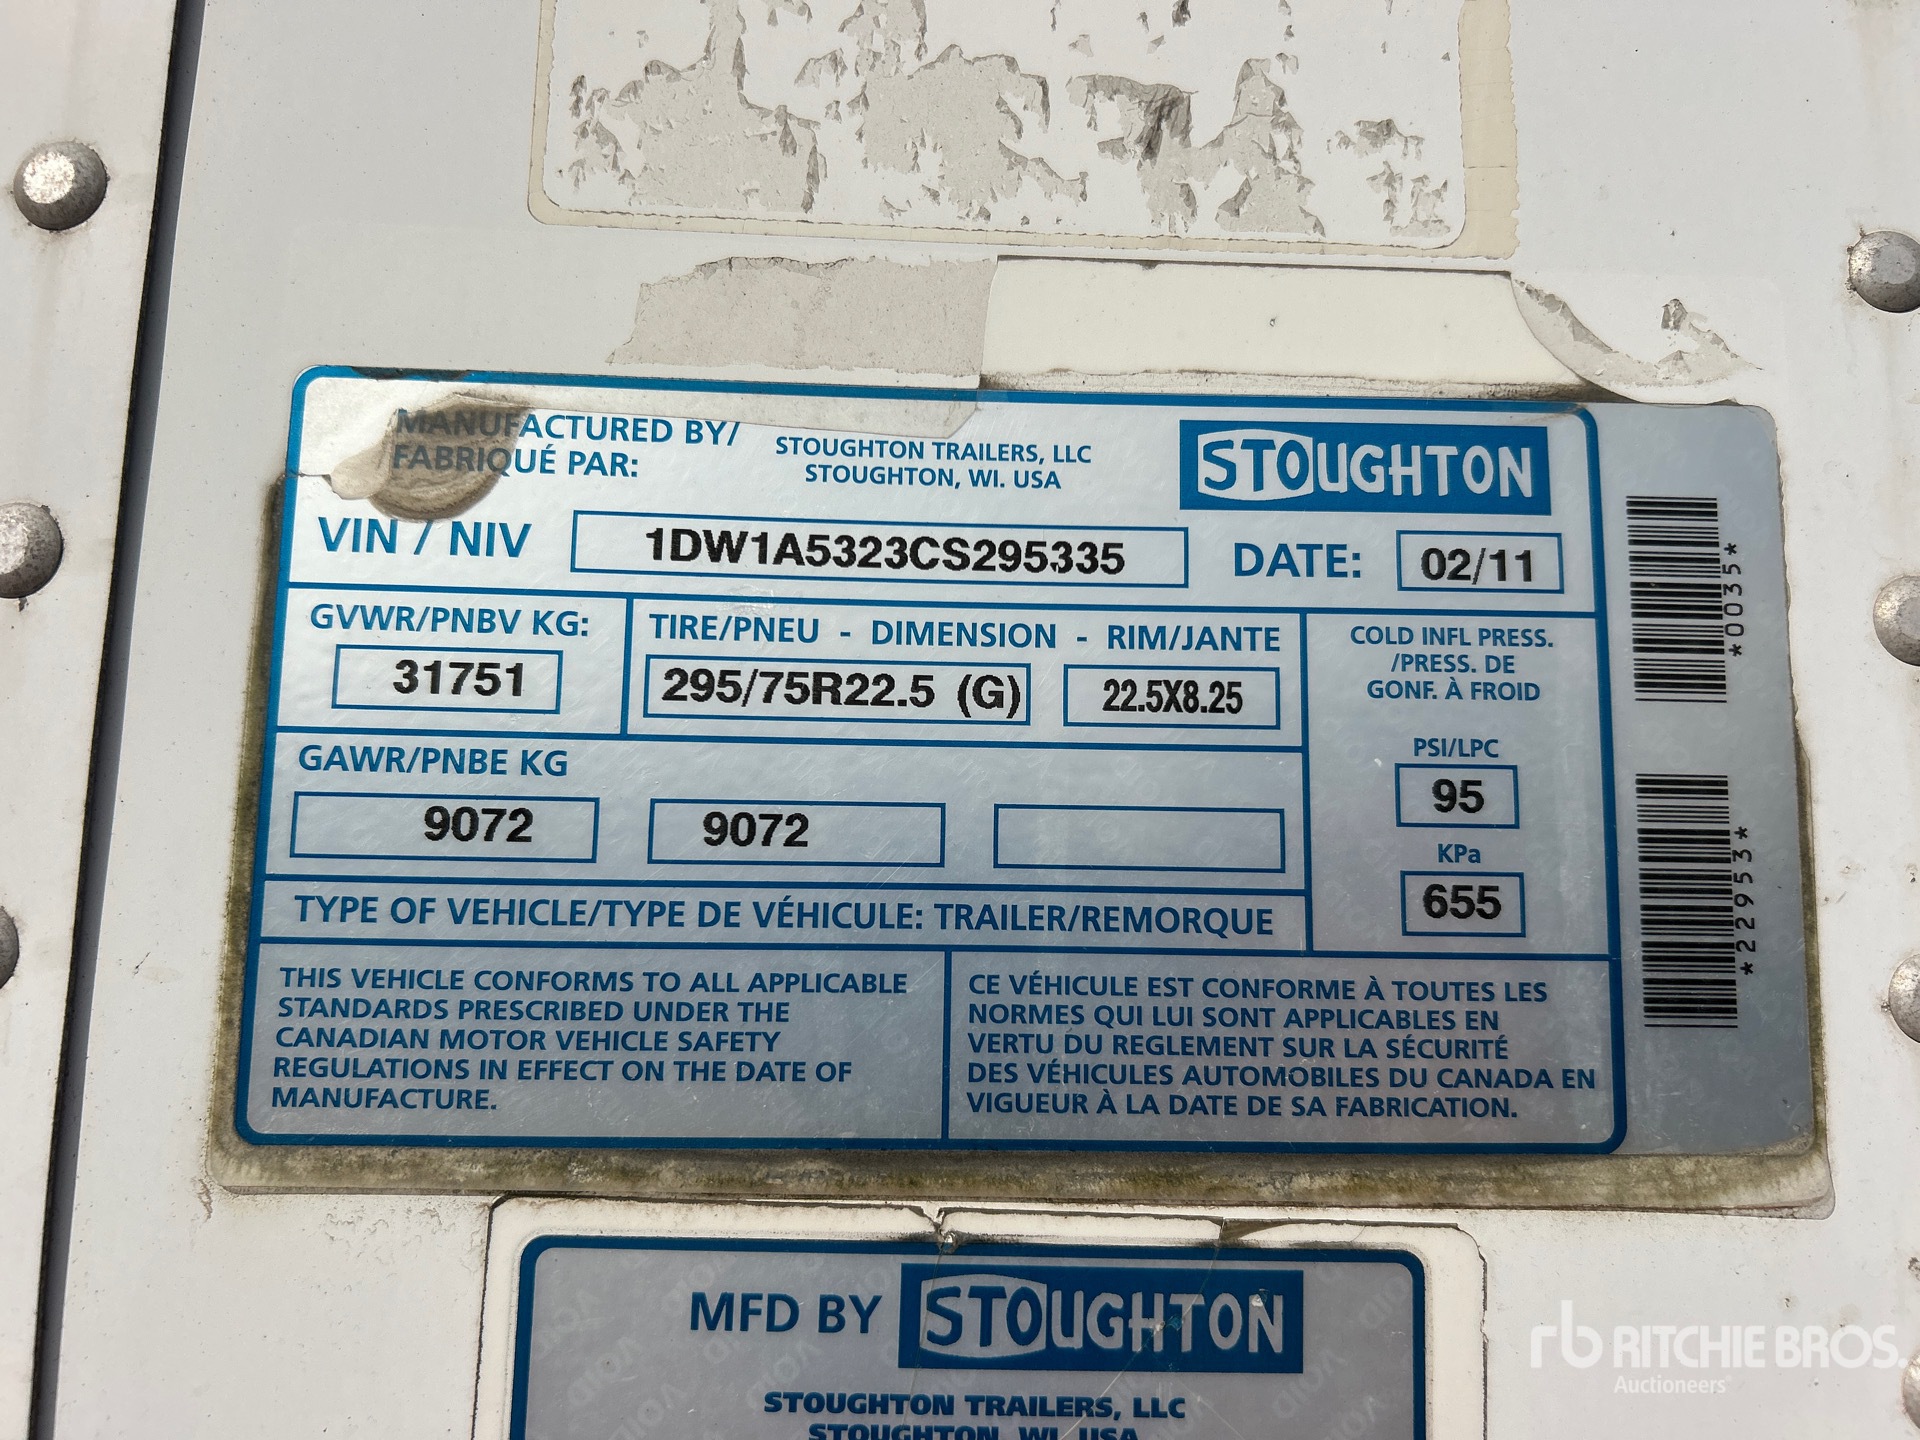 MANUFACTURED BY/
FABRIQUÉ PAR:
STOUGHTON TRAILERS, LLC
STOUGHTON, WI. USA
STOUGHTON
VIN / NIV 1DW1A5323CS295335 DATE: 02/11
GVWR/PNBV KG:
31751
TIRE/PNEU - DIMENSION - RIM/JANTE
295/75R22.5 (G) 22.5X8.25
COLD INFL PRESS.
/PRESS. DE
GONF. À FROID
PSI/LPC
95
KPa
655
GAWR/PNBE KG
9072 9072
TYPE OF VEHICLE/TYPE DE VÉHICULE: TRAILER/REMORQUE
THIS VEHICLE CONFORMS TO ALL APPLICABLE
STANDARDS PRESCRIBED UNDER THE
CANADIAN MOTOR VEHICLE SAFETY
REGULATIONS IN EFFECT ON THE DATE OF
MANUFACTURE.
CE VÉHICULE EST CONFORME À TOUTES LES
NORMES QUI LUI SONT APPLICABLES EN
VERTU DU REGLEMENT SUR LA SÉCURITÉ
DES VÉHICULES AUTOMOBILES DU CANADA EN
VIGUEUR À LA DATE DE SA FABRICATION.
*0035*
*22953*
MFD BY STOUGHTON
STOUGHTON TRAILERS, LLC
STOUGHTON, WI. USA
rb RITCHIE BROS.
Auctioneers